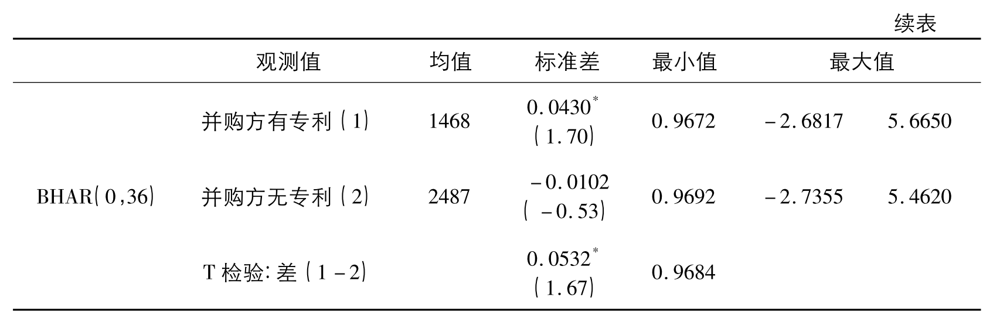 续表
观测值 均值 标准差 最小值 最大值
0.0430*
并购方有专利(1) 1468 0.9672 -2.6817 5.6650
(1.70)
-0.0102
BHAR(0,36) 并购方无专利(2) 2487 0.9692 -2.7355 5.4620
(-0.53)
0.0532*
T检验:差(1-2) 0.9684
(1.67)